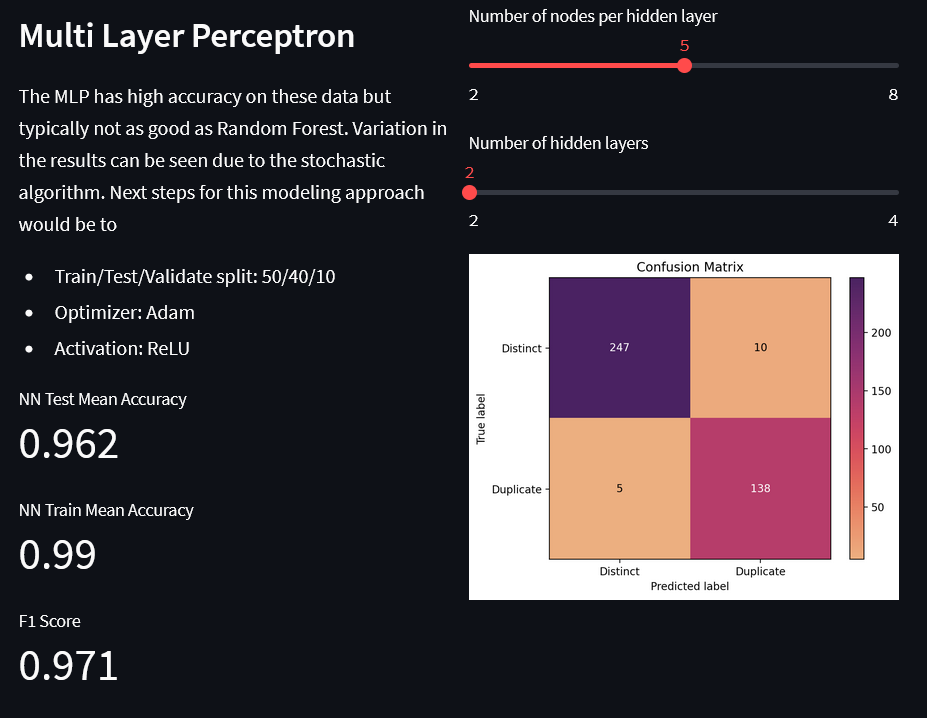 Multi Layer Perceptron
The MLP has high accuracy on these data but
typically not as good as Random Forest. Variation in
the results can be seen due to the stochastic
algorithm. Next steps for this modeling approach
would be to
• Train/Test/Validate split: 50/40/10
• Optimizer: Adam
• Activation: ReLU
NN Test Mean Accuracy
0.962
NN Train Mean Accuracy
0.99
F1 Score
0.971
Number of nodes per hidden layer
5
2 8
Number of hidden layers
2
2 4
Confusion Matrix
True label
Distinct 247 10
Duplicate 5 138
Distinct Duplicate
Predicted label
200
150
100
50